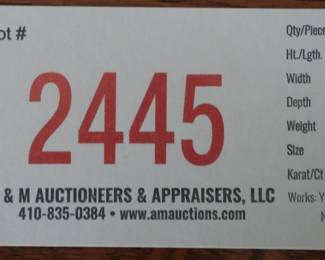 ot #
2445
& M AUCTIONEERS & APPRAISERS, LLC
410-835-0384 • www.amauctions.com
Qty/Piece
Ht./Lgth.
Width
Depth
Weight
Size
Karat/Ct
Works: Y
N